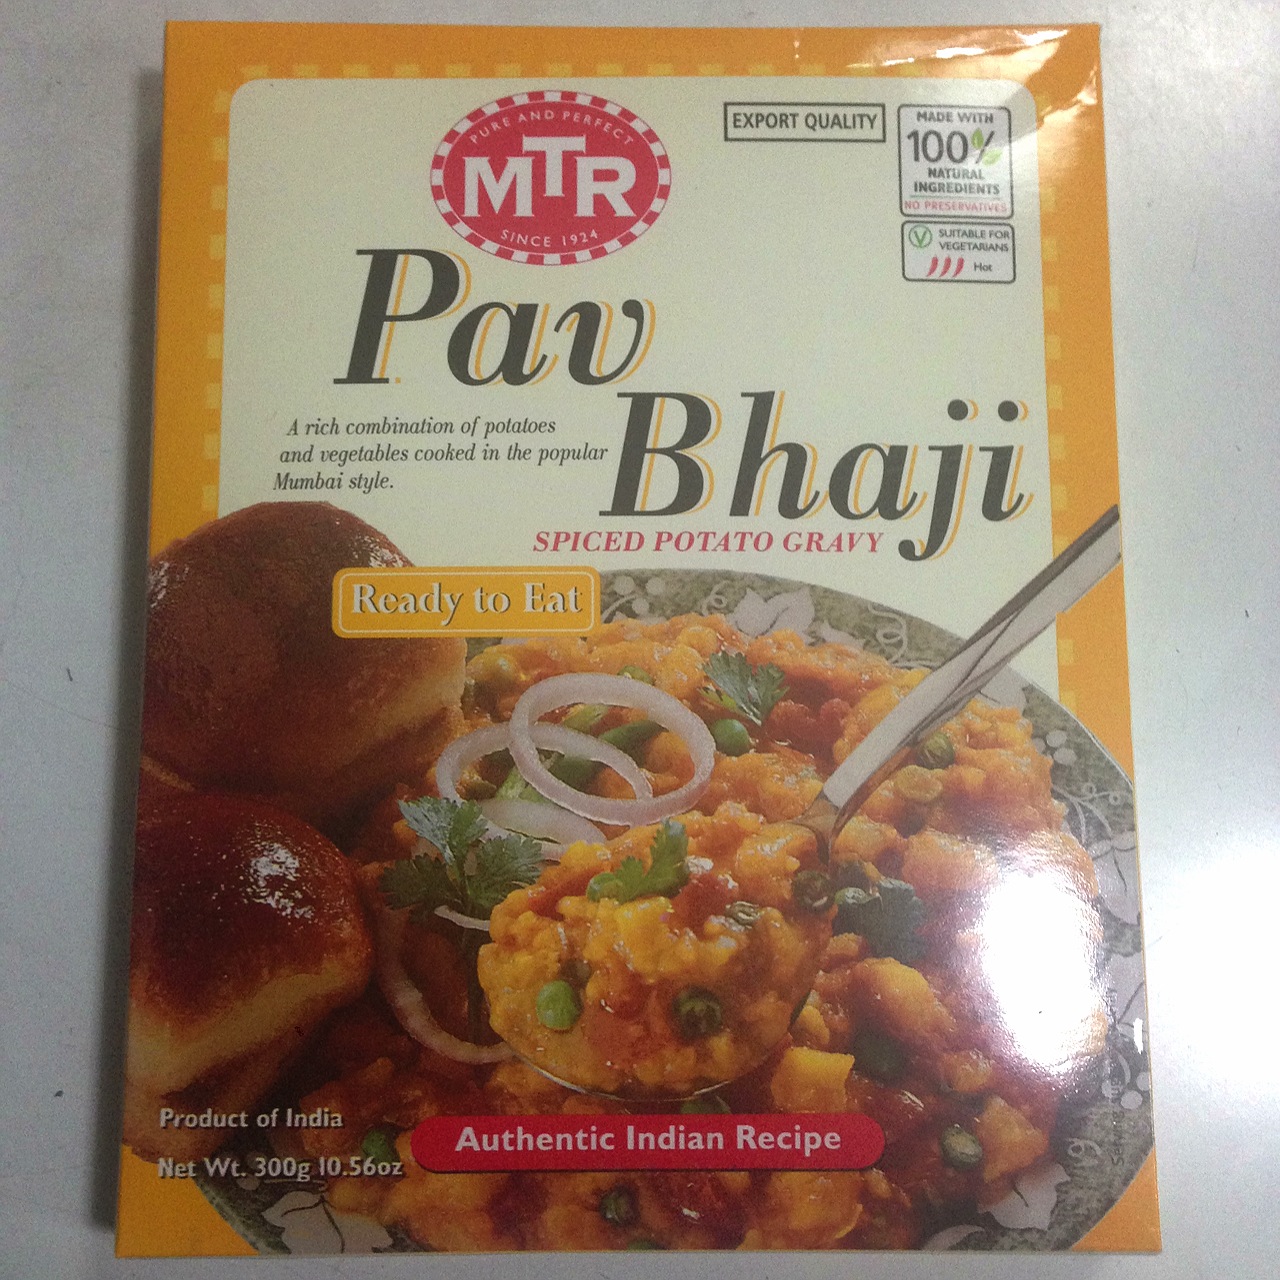 PURE AND PERFECT
MTR
SINCE 1924
EXPORT QUALITY
MADE WITH
100%
NATURAL
INGREDIENTS
NO PRESERVATIVES
SUITABLE FOR
VEGETARIANS
Hot
Pav
Bhaji
A rich combination of potatoes
and vegetables cooked in the popular
Mumbai style.
SPICED POTATO GRAVY
Ready to Eat
Product of India
Net Wt. 300g 10.56oz
Authentic Indian Recipe